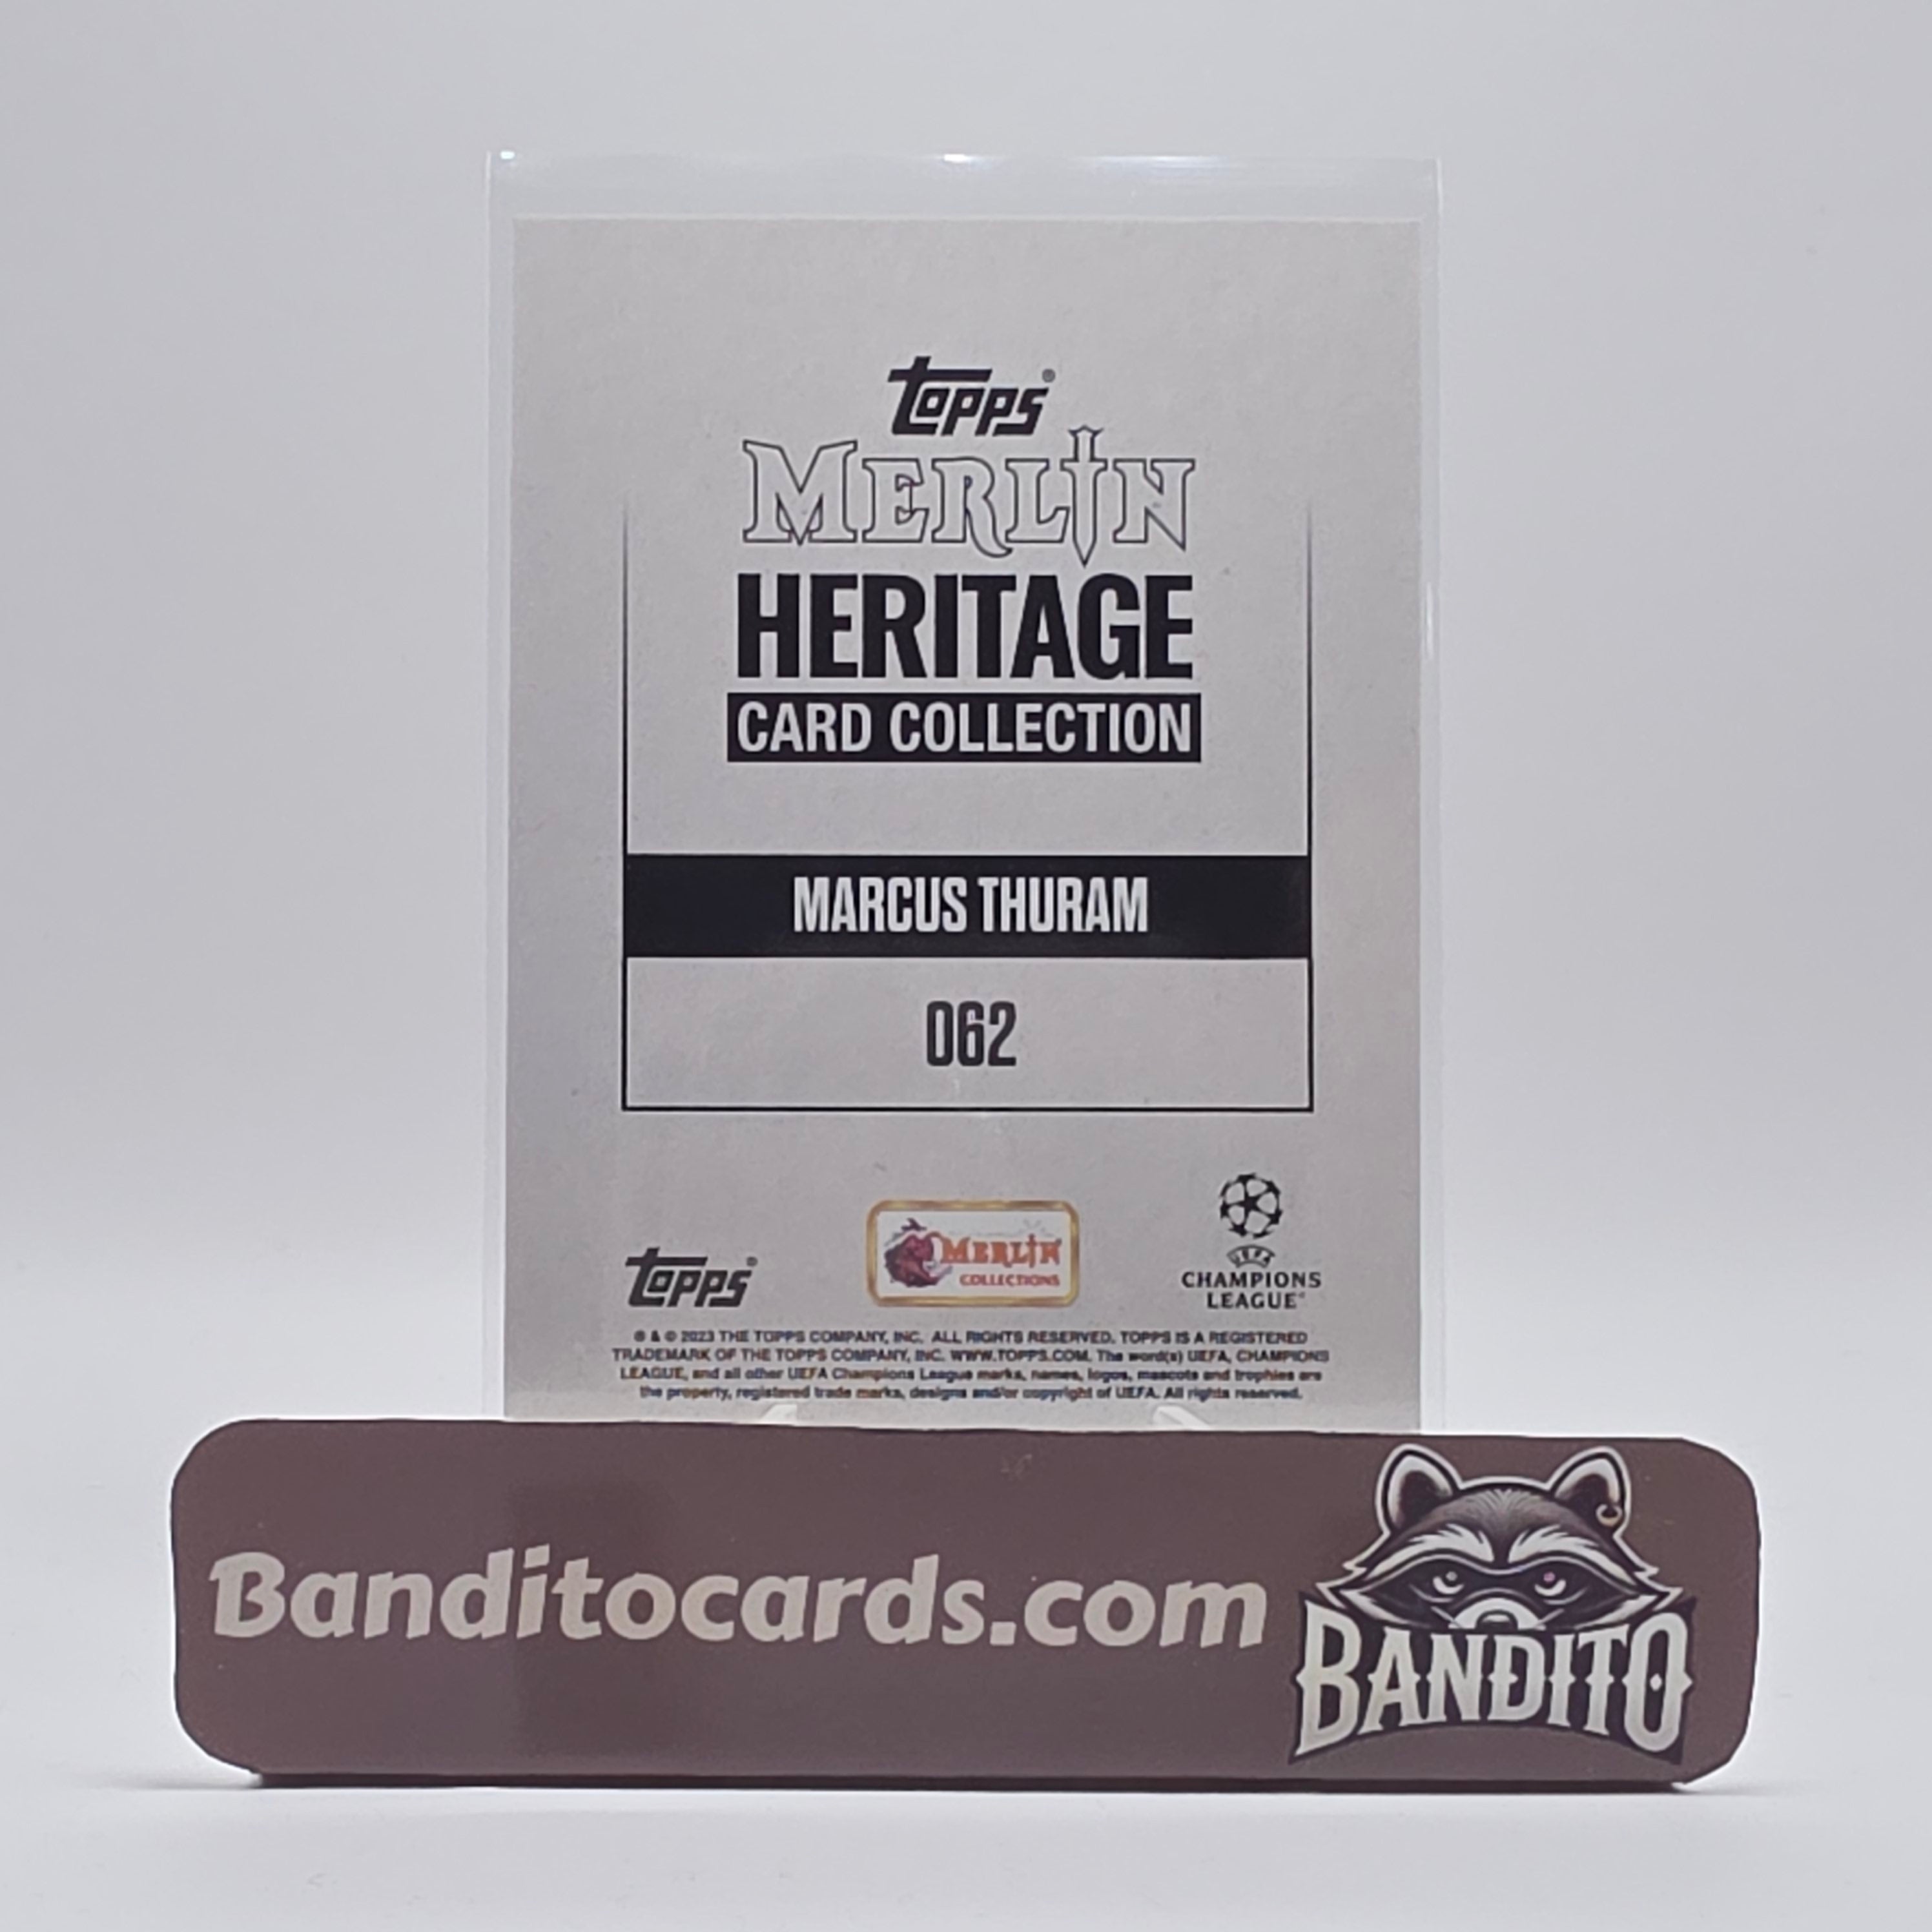 Topps®
MERLIN
HERITAGE
CARD COLLECTION
MARCUS THURAM
062
Topps®
MERLIN
COLLECTIONS
UEFA
CHAMPIONS
LEAGUE®
® & © 2023 THE TOPPS COMPANY, INC. ALL RIGHTS RESERVED. TOPPS IS A REGISTERED
TRADEMARK OF THE TOPPS COMPANY, INC. WWW.TOPPS.COM. The word(s) UEFA, CHAMPIONS
LEAGUE, and all other UEFA Champions League marks, names, logos, mascots and trophies are
the property, registered trade marks, designs and/or copyright of UEFA. All rights reserved.
Banditocards.com
BANDITO